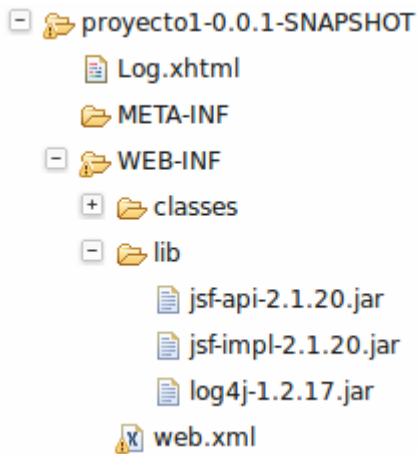 proyecto1-0.0.1-SNAPSHOT
Log.xhtml
META-INF
WEB-INF
classes
lib
jsf-api-2.1.20.jar
jsf-impl-2.1.20.jar
log4j-1.2.17.jar
web.xml